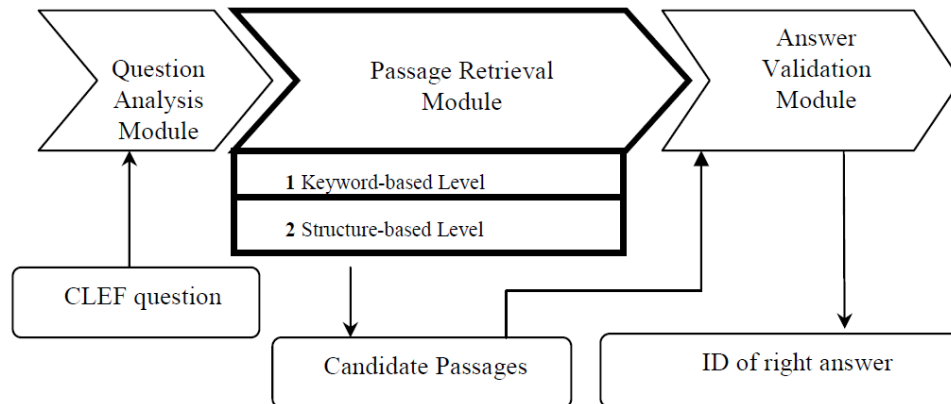 Question
Analysis
Module
Passage Retrieval
Module
Answer
Validation
Module
1 Keyword-based Level
2 Structure-based Level
CLEF question
Candidate Passages
ID of right answer